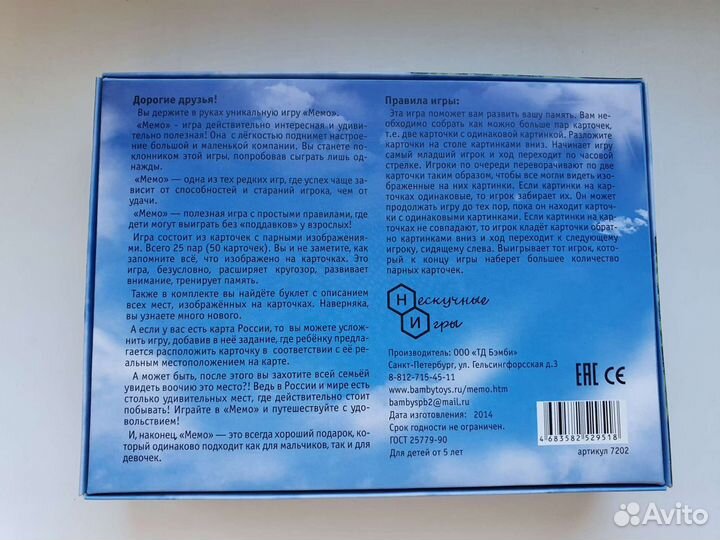 Дорогие друзья!
Вы держите в руках уникальную игру «Мемо».
«Мемо» - игра действительно интересная и удиви-
тельно полезная! Она с лёгкостью поднимет настрое-
ние большой и маленькой компании. Вы станете по-
клонником этой игры, попробовав сыграть лишь од-
нажды.
«Мемо» — одна из тех редких игр, где успех чаще за-
висит от способностей и стараний игрока, чем от
удачи.
«Мемо» — полезная игра с простыми правилами, где
дети могут выиграть без «поддавков» у взрослых!
Игра состоит из карточек с парными изображения-
ми. Всего 25 пар (50 карточек). Вы и не заметите, как
запомните всё, что изображено на карточках. Это
игра, безусловно, расширяет кругозор, развивает
внимание, тренирует память.
Также в комплекте вы найдёте буклет с описанием
всех мест, изображённых на карточках. Наверняка,
вы узнаете много нового.
А если у вас есть карта России, то вы можете услож-
нить игру, добавив в неё задание, где ребёнку предла-
гается расположить карточку в соответствии с её ре-
альным местоположением на карте.
А может быть, после этого вы захотите всей семьёй
увидеть воочию это место?! Ведь в России и мире есть
столько удивительных мест, где действительно стоит
побывать! Играйте в «Мемо» и путешествуйте с удо-
вольствием!
И, наконец, «Мемо» — это всегда хороший подарок, ко-
торый одинаково подходит как для мальчиков, так и для
девочек.
Правила игры:
Эта игра поможет вам развить вашу память. Вам не-
обходимо собрать как можно больше пар карточек,
т.е. две карточки с одинаковой картинкой. Разложите
карточки на столе картинками вниз. Начинает игру
самый младший игрок и ход переходит по часовой
стрелке. Игроки по очереди переворачивают по две
карточки таким образом, чтобы все могли видеть изо-
браженные на них картинки. Если картинки на кар-
точках одинаковые, то игрок забирает их. Он может
продолжать игру до тех пор, пока он находит карточ-
ки с одинаковыми картинками. Если картинки на кар-
точках не совпадают, то игрок кладёт карточки обрат-
но картинками вниз и ход переходит к следующему
игроку, сидящему слева. Выигрывает тот игрок, кото-
рый к концу игры наберет большее количество
парных карточек.
Нескучные
Игры
Производитель: ООО «ТД Бэмби»
Санкт-Петербург, ул. Гельсингфорсская д.3
8-812-715-45-11
www.bambytoys.ru/memo.htm
bambyspb2@mail.ru
Дата изготовления: 2014
Срок годности не ограничен.
ГОСТ 25779-90
Для детей от 5 лет
EAC CE
4 683582 529518
артикул 7202
Avito